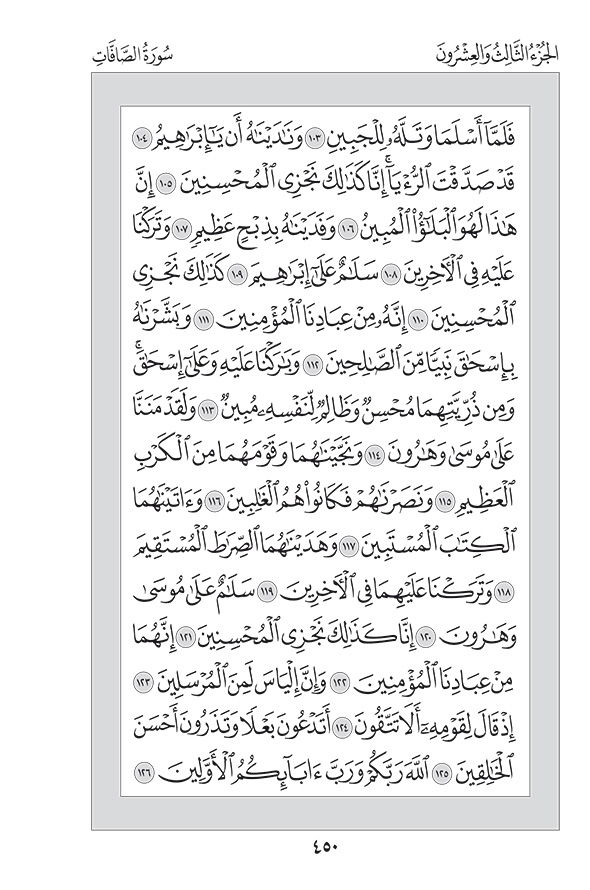 الجُزْءُ الثَّالِثُ وَالعِشْرُونَ سُورَةُ الصَّافَّاتِ
فَلَمَّآ أَسْلَمَا وَتَلَّهُۥ لِلْجَبِينِ ١٠٣ وَنَٰدَيْنَٰهُ أَن يَٰٓإِبْرَٰهِيمُ ١٠٤
قَدْ صَدَّقْتَ ٱلرُّءْيَآۚ إِنَّا كَذَٰلِكَ نَجْزِى ٱلْمُحْسِنِينَ ١٠٥ إِنَّ
هَٰذَا لَهُوَ ٱلْبَلَٰٓؤُا۟ ٱلْمُبِينُ ١٠٦ وَفَدَيْنَٰهُ بِذِبْحٍ عَظِيمٍ ١٠٧ وَتَرَكْنَا
عَلَيْهِ فِى ٱلْءَاخِرِينَ ١٠٨ سَلَٰمٌ عَلَىٰٓ إِبْرَٰهِيمَ ١٠٩ كَذَٰلِكَ نَجْزِى
ٱلْمُحْسِنِينَ ١١٠ إِنَّهُۥ مِنْ عِبَادِنَا ٱلْمُؤْمِنِينَ ١١١ وَبَشَّرْنَٰهُ
بِإِسْحَٰقَ نَبِيًّا مِّنَ ٱلصَّٰلِحِينَ ١١٢ وَبَٰرَكْنَا عَلَيْهِ وَعَلَىٰٓ إِسْحَٰقَۚ
وَمِن ذُرِّيَّتِهِمَا مُحْسِنٌ وَظَالِمٌ لِّنَفْسِهِۦ مُبِينٌ ١١٣ وَلَقَدْ مَنَنَّا
عَلَىٰ مُوسَىٰ وَهَٰرُونَ ١١٤ وَنَجَّيْنَٰهُمَا وَقَوْمَهُمَا مِنَ ٱلْكَرْبِ
ٱلْعَظِيمِ ١١٥ وَنَصَرْنَٰهُمْ فَكَانُوا۟ هُمُ ٱلْغَٰلِبِينَ ١١٦ وَءَاتَيْنَٰهُمَا
ٱلْكِتَٰبَ ٱلْمُسْتَبِينَ ١١٧ وَهَدَيْنَٰهُمَا ٱلصِّرَٰطَ ٱلْمُسْتَقِيمَ
١١٨ وَتَرَكْنَا عَلَيْهِمَا فِى ٱلْءَاخِرِينَ ١١٩ سَلَٰمٌ عَلَىٰ مُوسَىٰ
وَهَٰرُونَ ١٢٠ إِنَّا كَذَٰلِكَ نَجْزِى ٱلْمُحْسِنِينَ ١٢١ إِنَّهُمَا
مِنْ عِبَادِنَا ٱلْمُؤْمِنِينَ ١٢٢ وَإِنَّ إِلْيَاسَ لَمِنَ ٱلْمُرْسَلِينَ ١٢٣
إِذْ قَالَ لِقَوْمِهِۦٓ أَلَا تَتَّقُونَ ١٢٤ أَتَدْعُونَ بَعْلًا وَتَذَرُونَ أَحْسَنَ
ٱلْخَٰلِقِينَ ١٢٥ ٱللَّهَ رَبَّكُمْ وَرَبَّ ءَابَآئِكُمُ ٱلْأَوَّلِينَ ١٢٦
٤٥٠